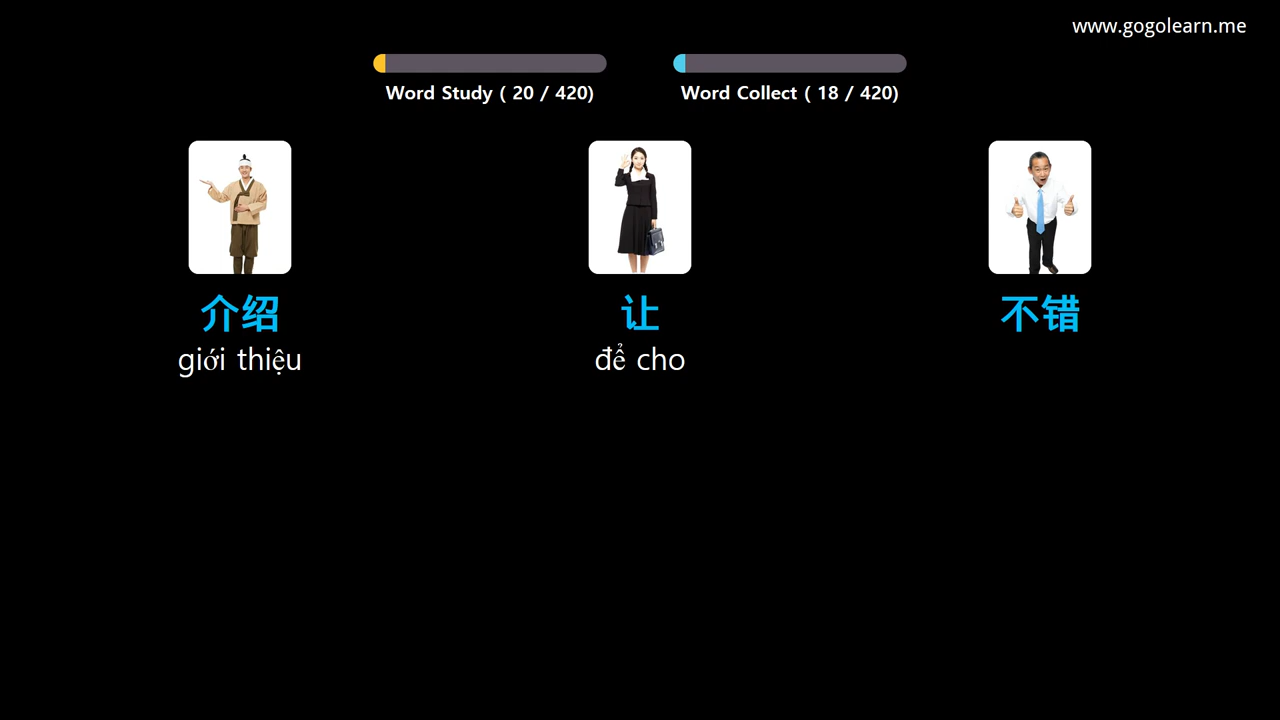 www.gogolearn.me
Word Study ( 20 / 420)
Word Collect ( 18 / 420)
介绍
让
不错
giới thiệu
để cho